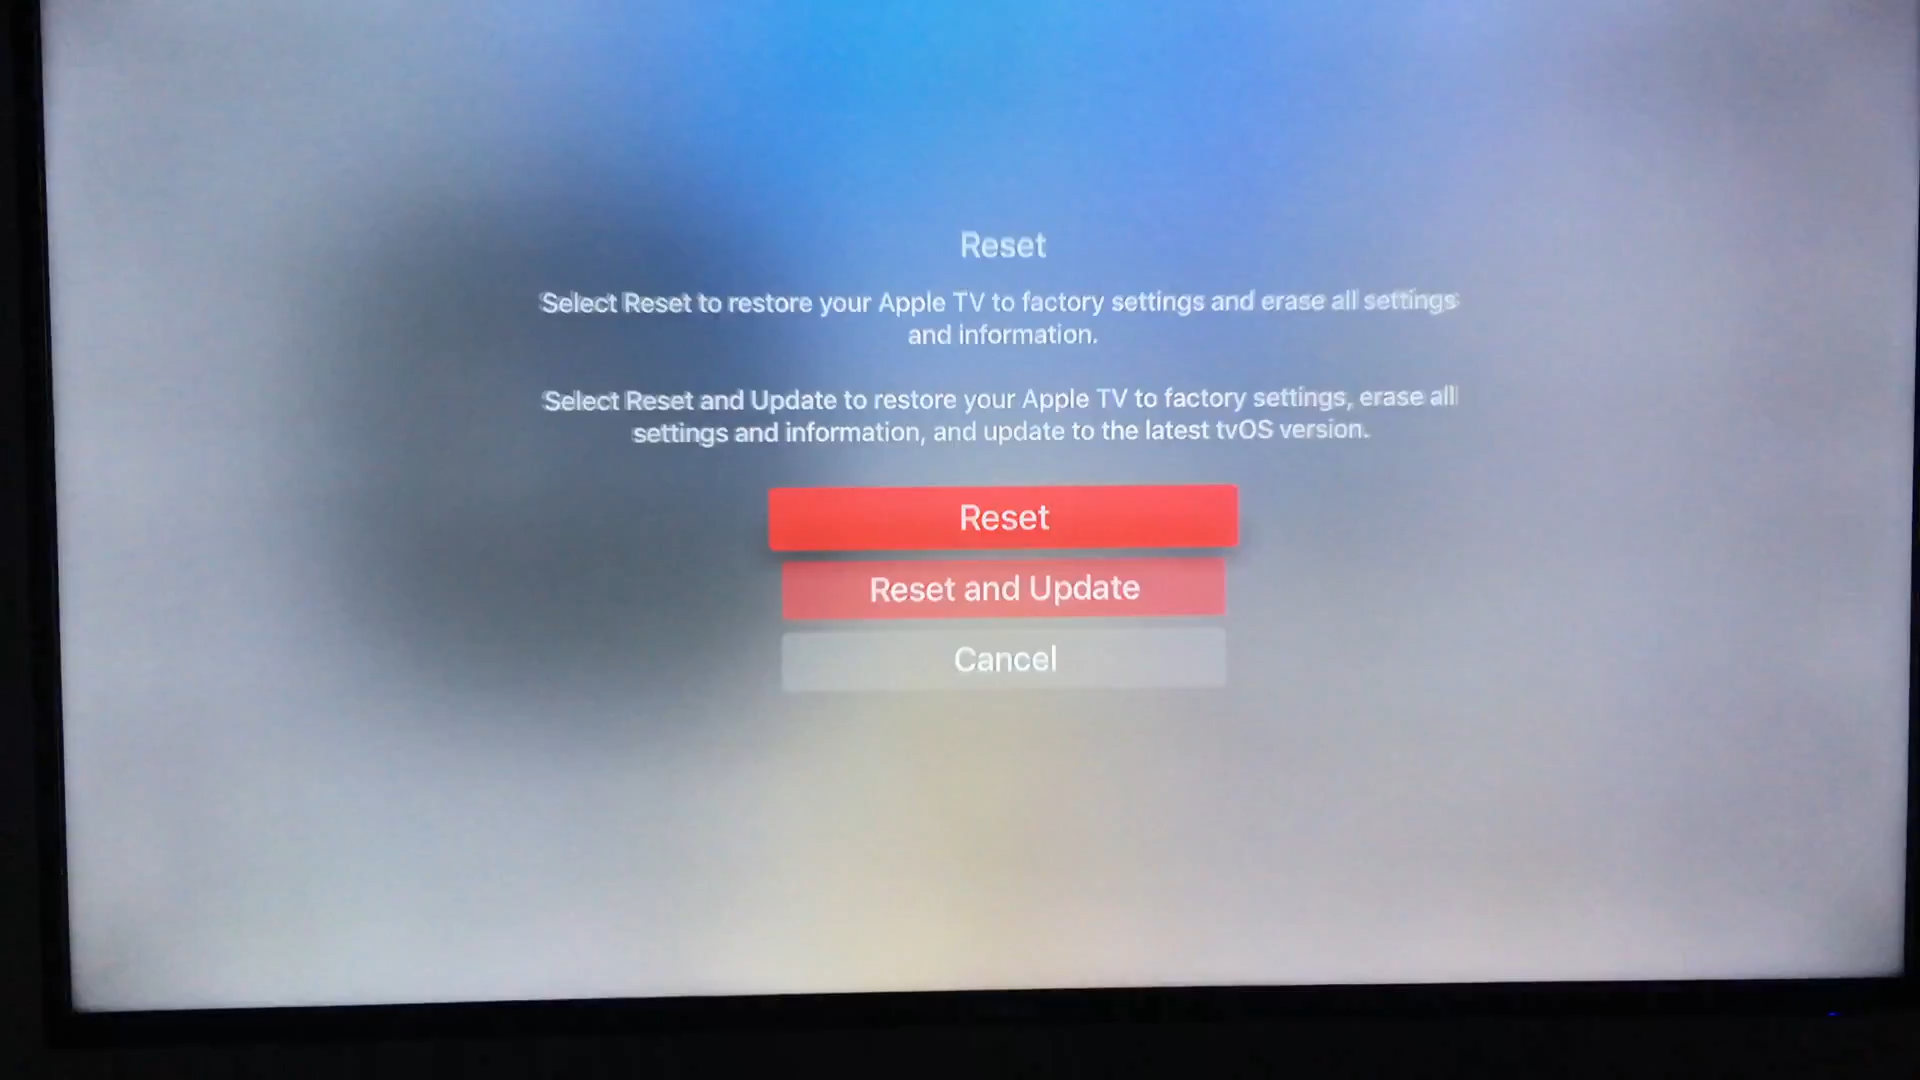 Reset
Select Reset to restore your Apple TV to factory settings and erase all settings
and information.
Select Reset and Update to restore your Apple TV to factory settings, erase all
settings and information, and update to the latest tvOS version.
Reset
Reset and Update
Cancel